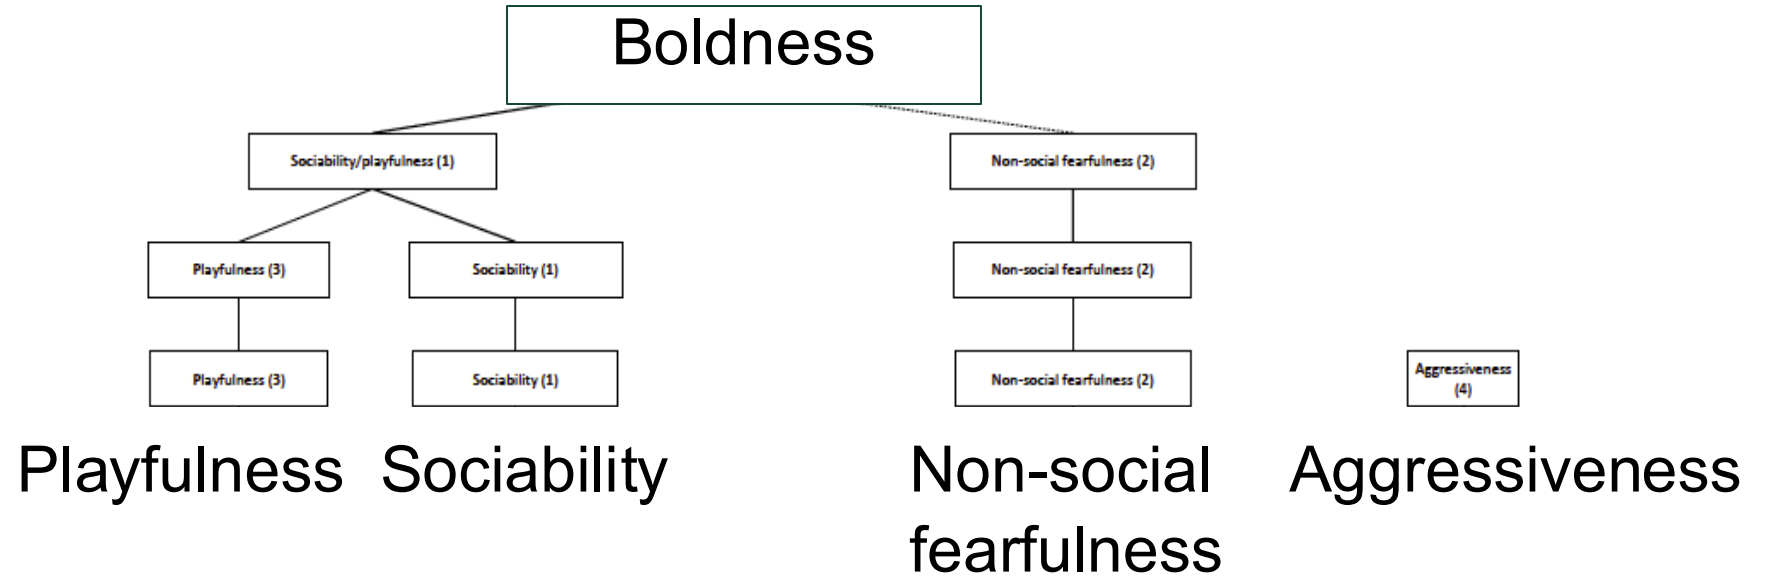 Boldness
Sociability/playfulness (1)
Non-social fearfulness (2)
Playfulness (3)
Sociability (1)
Non-social fearfulness (2)
Playfulness (3)
Sociability (1)
Non-social fearfulness (2)
Aggressiveness
(4)
Playfulness
Sociability
Non-social
fearfulness
Aggressiveness